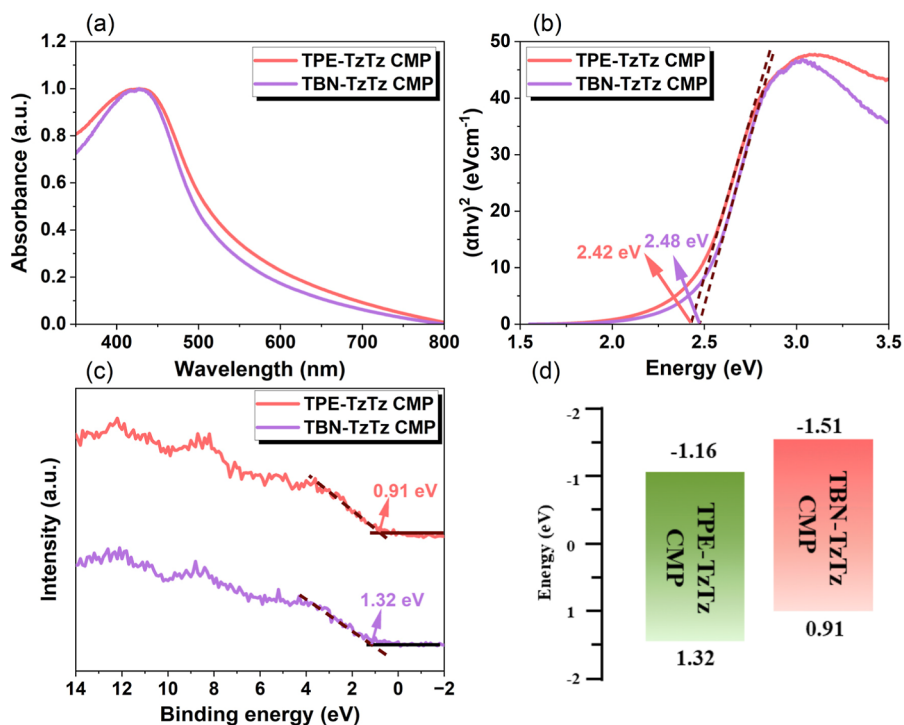 (a)
TPE-TzTz CMP
TBN-TzTz CMP
1.2
1.0
0.8
0.6
0.4
0.2
0.0
Absorbance (a.u.)
400 500 600 700 800
Wavelength (nm)
(b)
TPE-TzTz CMP
TBN-TzTz CMP
50
40
30
20
10
0
(αhν)² (eVcm⁻¹)
2.42 eV
2.48 eV
1.5 2.0 2.5 3.0 3.5
Energy (eV)
(c)
TPE-TzTz CMP
TBN-TzTz CMP
0.91 eV
1.32 eV
Intensity (a.u.)
14 12 10 8 6 4 2 0 −2
Binding energy (eV)
(d)
-2
-1
0
1
-2
Energy (eV)
-1.16
TPE-TzTz
CMP
1.32
-1.51
TBN-TzTz
CMP
0.91